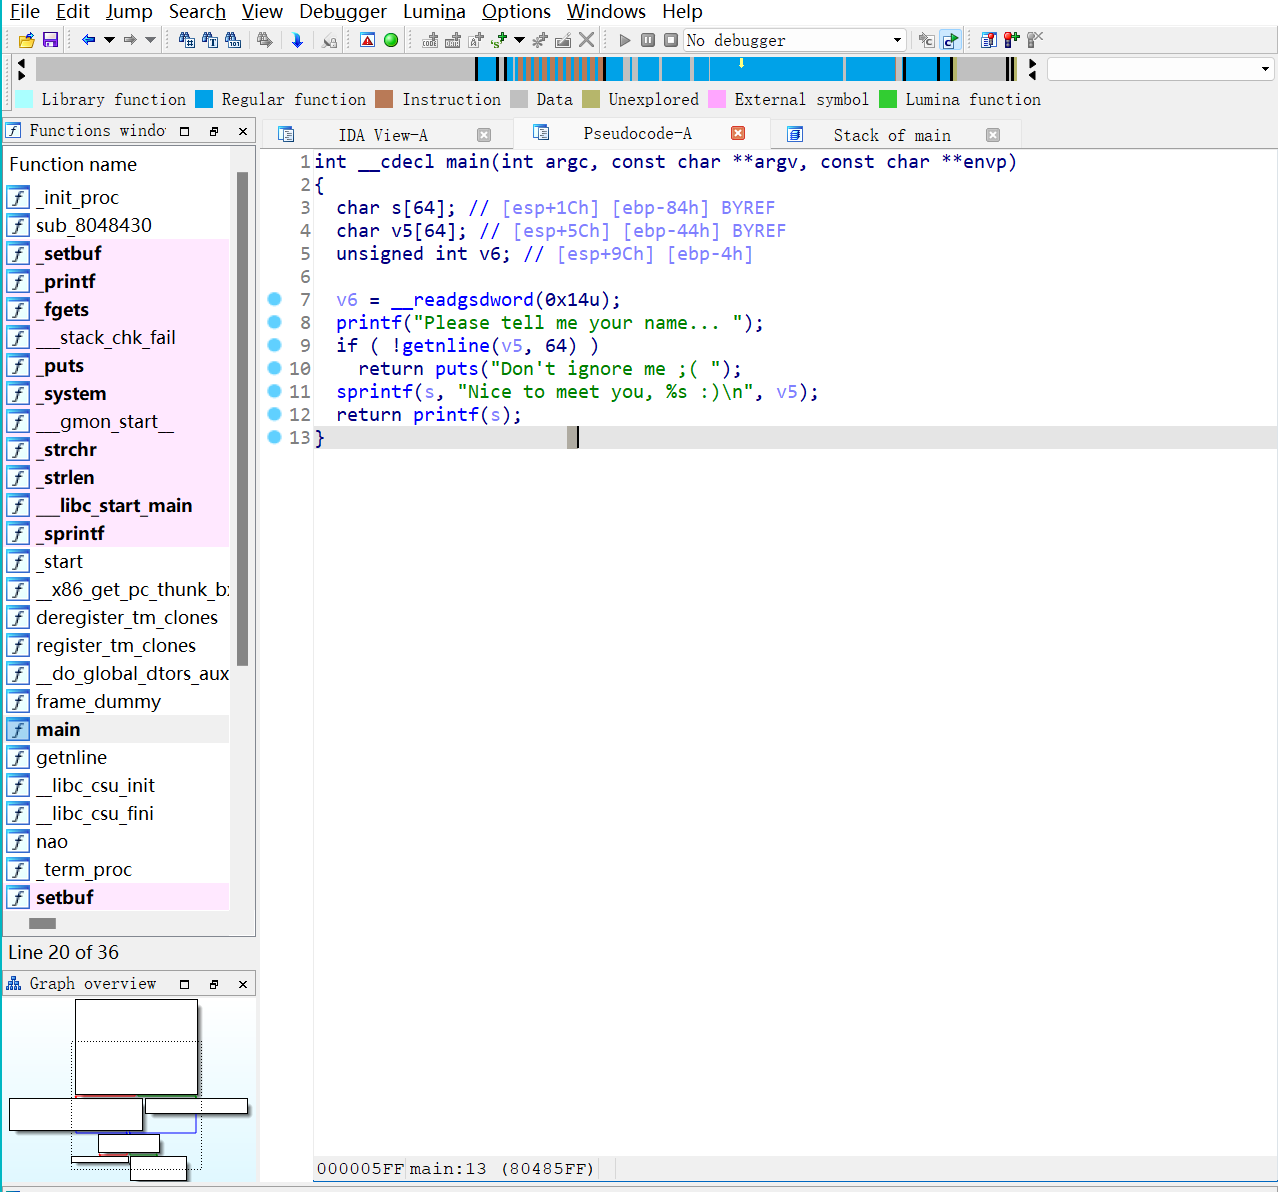 File Edit Jump Search View Debugger Lumina Options Windows Help
No debugger
Library function Regular function Instruction Data Unexplored External symbol Lumina function
Functions windo
IDA View-A Pseudocode-A Stack of main
Function name
_init_proc
sub_8048430
_setbuf
_printf
_fgets
___stack_chk_fail
_puts
_system
___gmon_start__
_strchr
_strlen
___libc_start_main
_sprintf
_start
__x86_get_pc_thunk_bx
deregister_tm_clones
register_tm_clones
__do_global_dtors_aux
frame_dummy
main
getnline
__libc_csu_init
__libc_csu_fini
nao
_term_proc
setbuf
Line 20 of 36
Graph overview
1 int __cdecl main(int argc, const char **argv, const char **envp)
2 {
3 char s[64]; // [esp+1Ch] [ebp-84h] BYREF
4 char v5[64]; // [esp+5Ch] [ebp-44h] BYREF
5 unsigned int v6; // [esp+9Ch] [ebp-4h]
6
7 v6 = __readgsdword(0x14u);
8 printf("Please tell me your name... ");
9 if ( !getnline(v5, 64) )
10 return puts("Don't ignore me ;( ");
11 sprintf(s, "Nice to meet you, %s :)\n", v5);
12 return printf(s);
13 }
000005FF main:13 (80485FF)